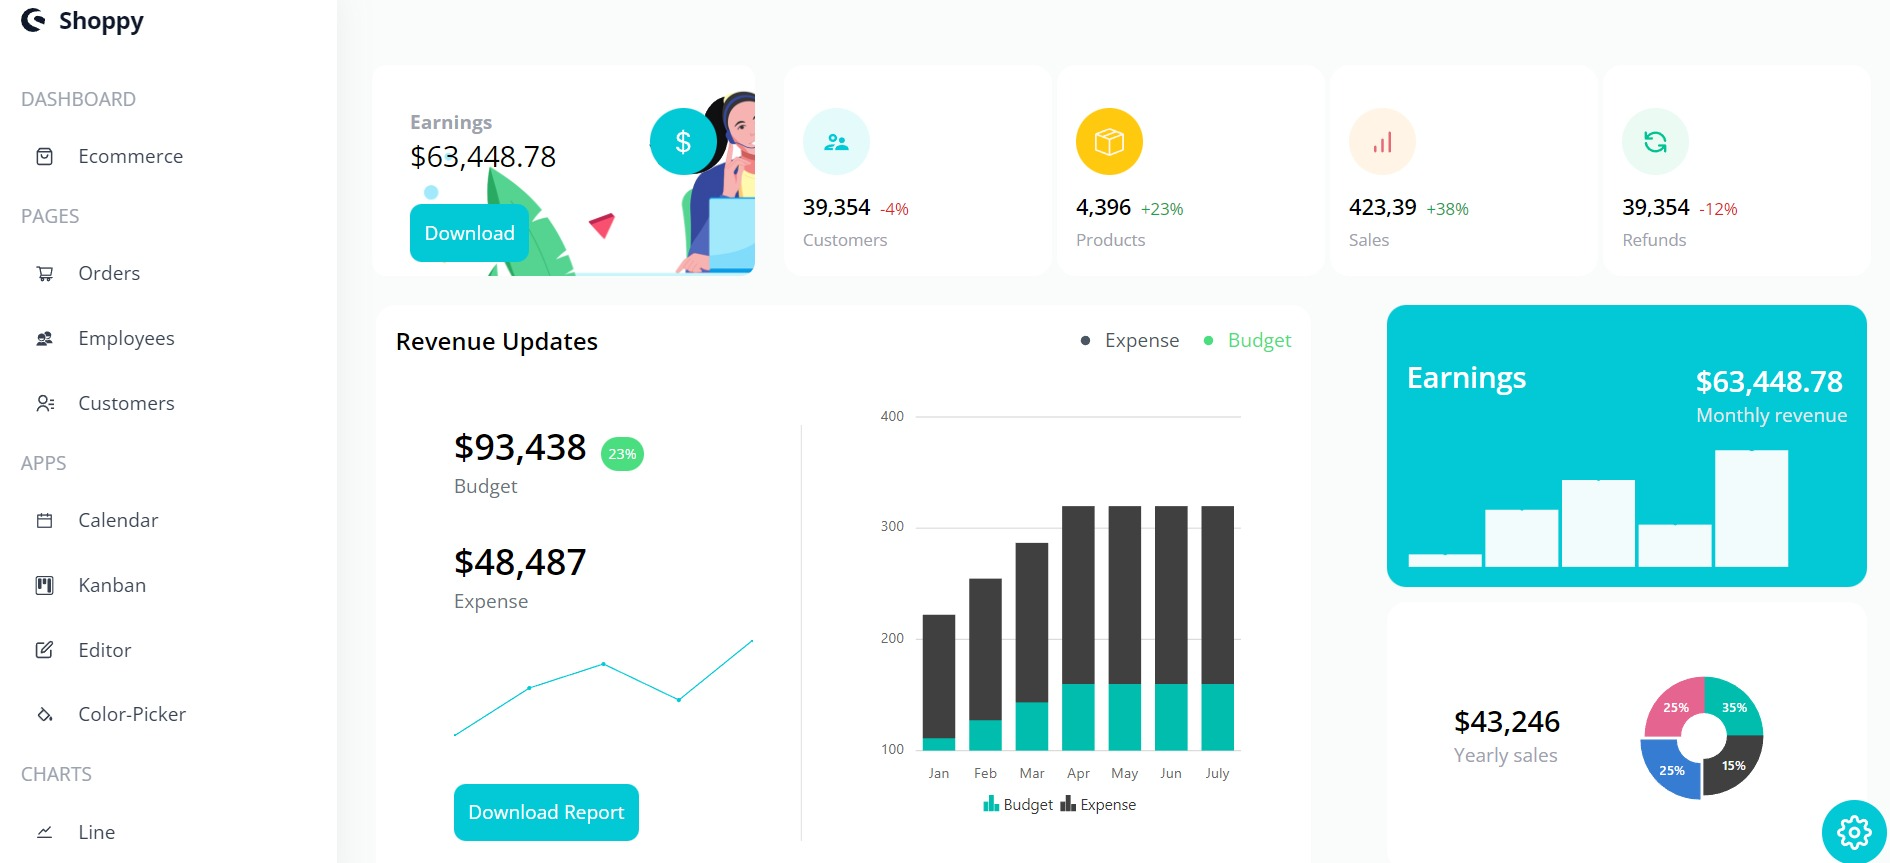 Shoppy
DASHBOARD
Ecommerce
PAGES
Orders
Employees
Customers
APPS
Calendar
Kanban
Editor
Color-Picker
CHARTS
Line
Earnings
$63,448.78
Download
$
39,354 -4%
Customers
4,396 +23%
Products
423,39 +38%
Sales
39,354 -12%
Refunds
Revenue Updates
Expense
Budget
$93,438 23%
Budget
$48,487
Expense
Download Report
400
300
200
100
Jan Feb Mar Apr May Jun July
Budget Expense
Earnings
$63,448.78
Monthly revenue
$43,246
Yearly sales
25% 35%
25% 15%